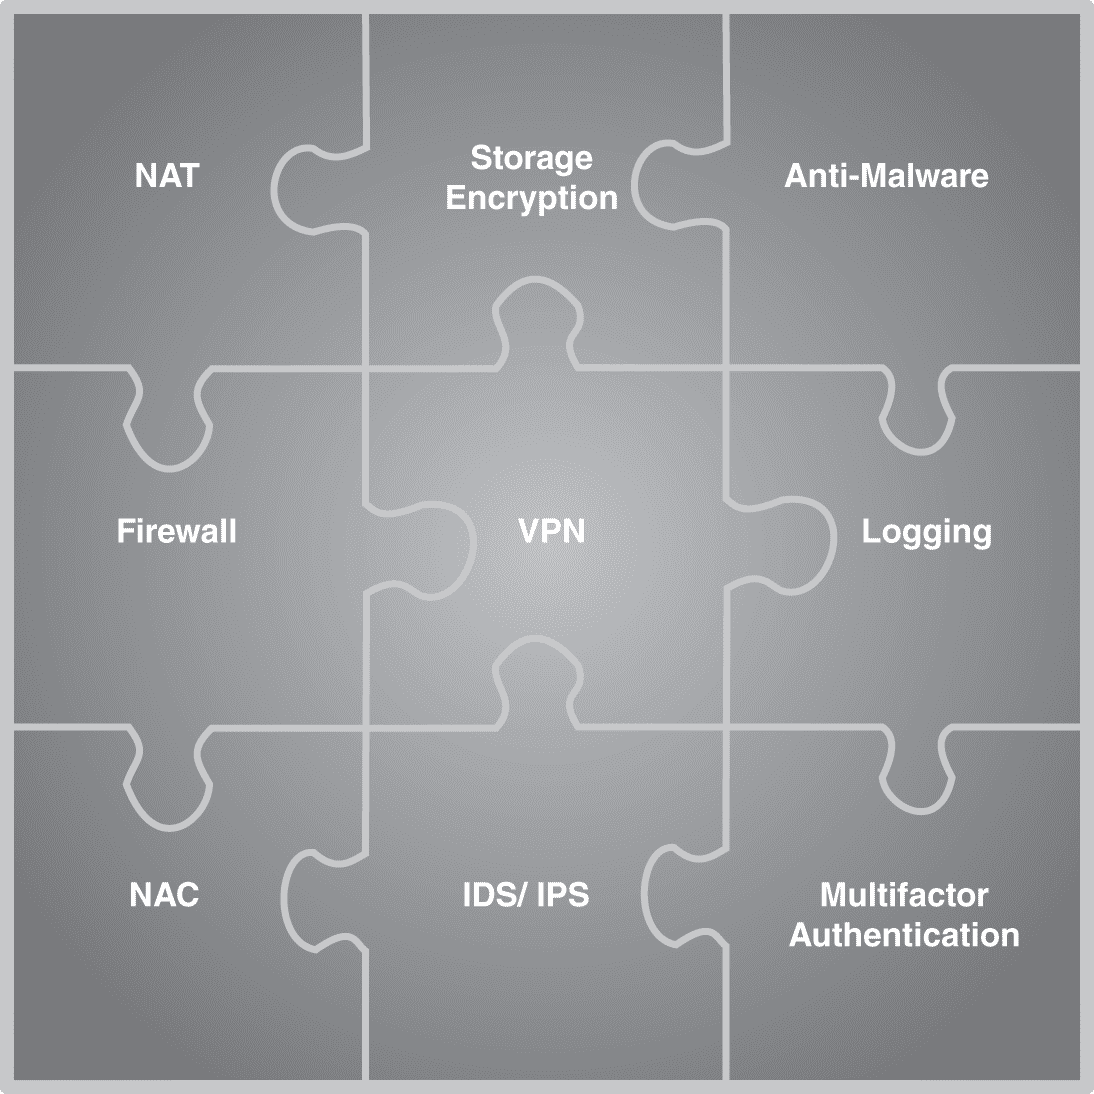 NAT
Storage
Encryption
Anti-Malware
Firewall
VPN
Logging
NAC
IDS/ IPS
Multifactor
Authentication